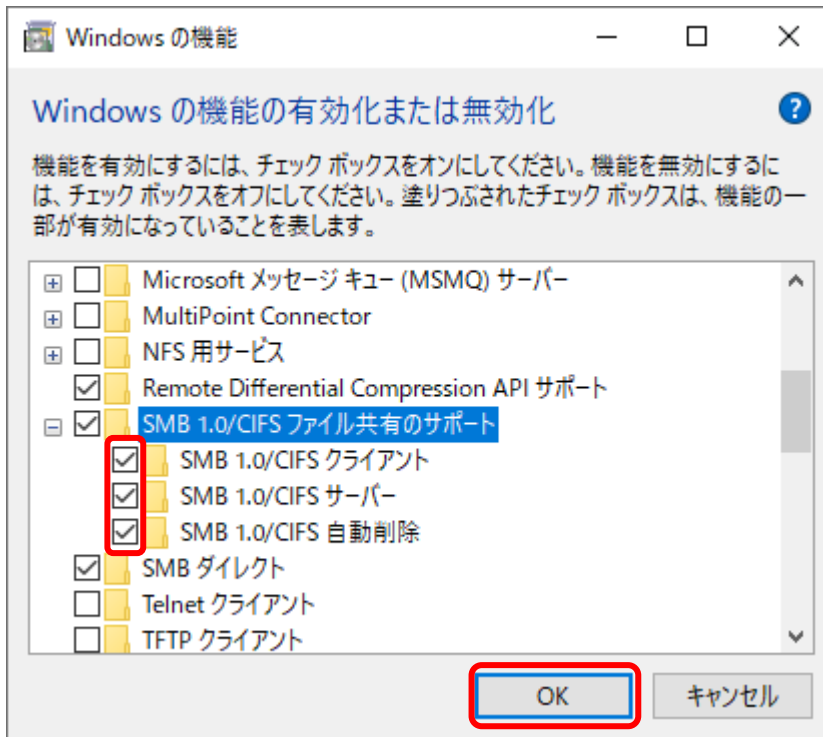 Windows の機能
Windows の機能の有効化または無効化
?
機能を有効にするには、チェック ボックスをオンにしてください。機能を無効にするに
は、チェック ボックスをオフにしてください。塗りつぶされたチェック ボックスは、機能の一
部が有効になっていることを表します。
Microsoft メッセージ キュー (MSMQ) サーバー
MultiPoint Connector
NFS 用サービス
Remote Differential Compression API サポート
SMB 1.0/CIFS ファイル共有のサポート
SMB 1.0/CIFS クライアント
SMB 1.0/CIFS サーバー
SMB 1.0/CIFS 自動削除
SMB ダイレクト
Telnet クライアント
TFTP クライアント
OK
キャンセル